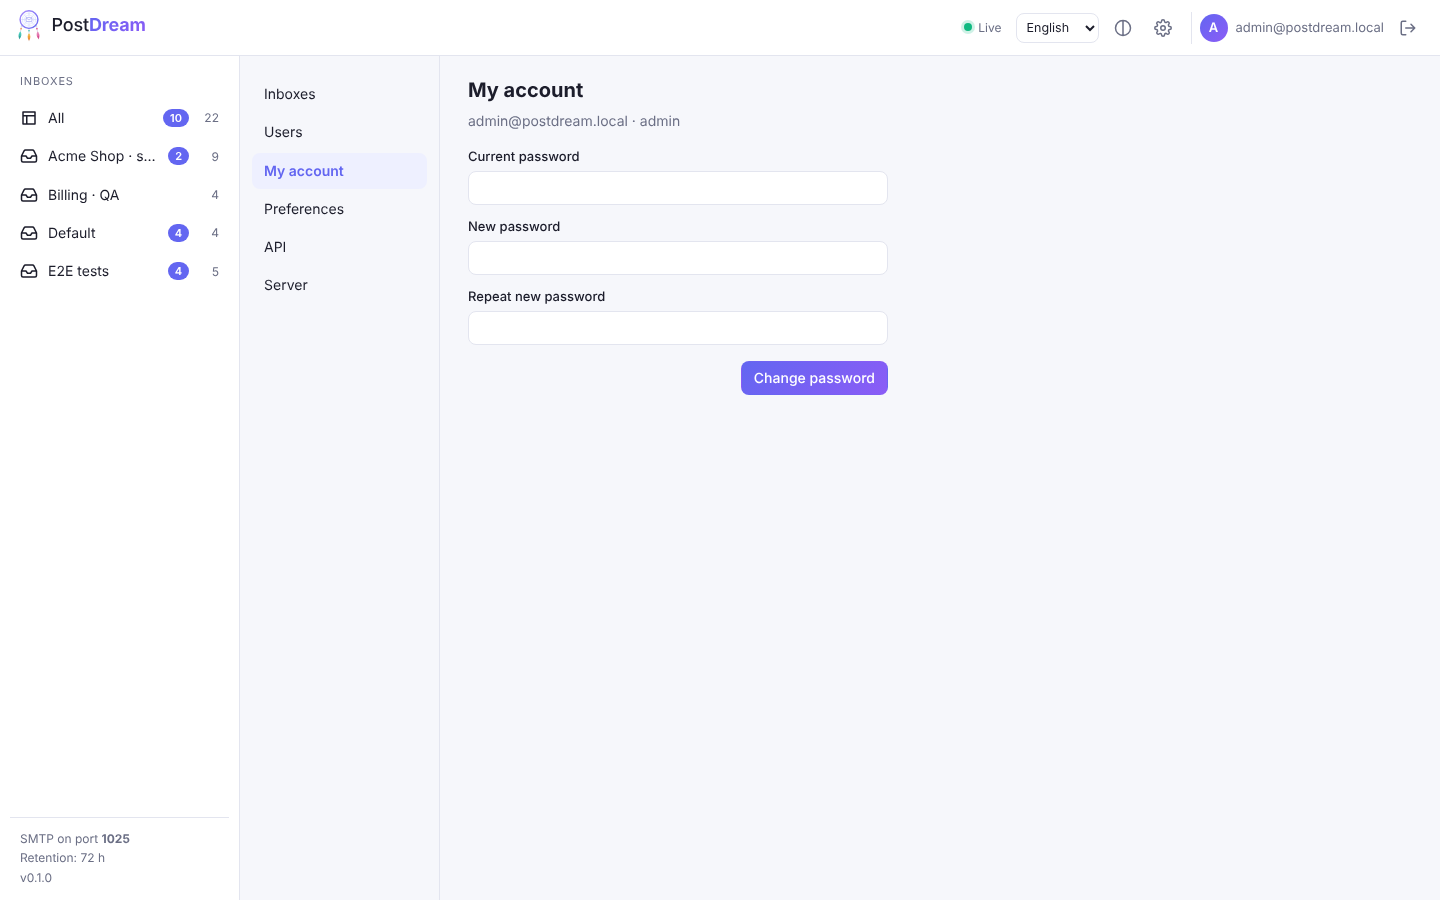 PostDream
Live
English
A
admin@postdream.local
INBOXES
All 10 22
Acme Shop · s... 2 9
Billing · QA 4
Default 4 4
E2E tests 4 5
SMTP on port 1025
Retention: 72 h
v0.1.0
Inboxes
Users
My account
Preferences
API
Server
My account
admin@postdream.local · admin
Current password
New password
Repeat new password
Change password